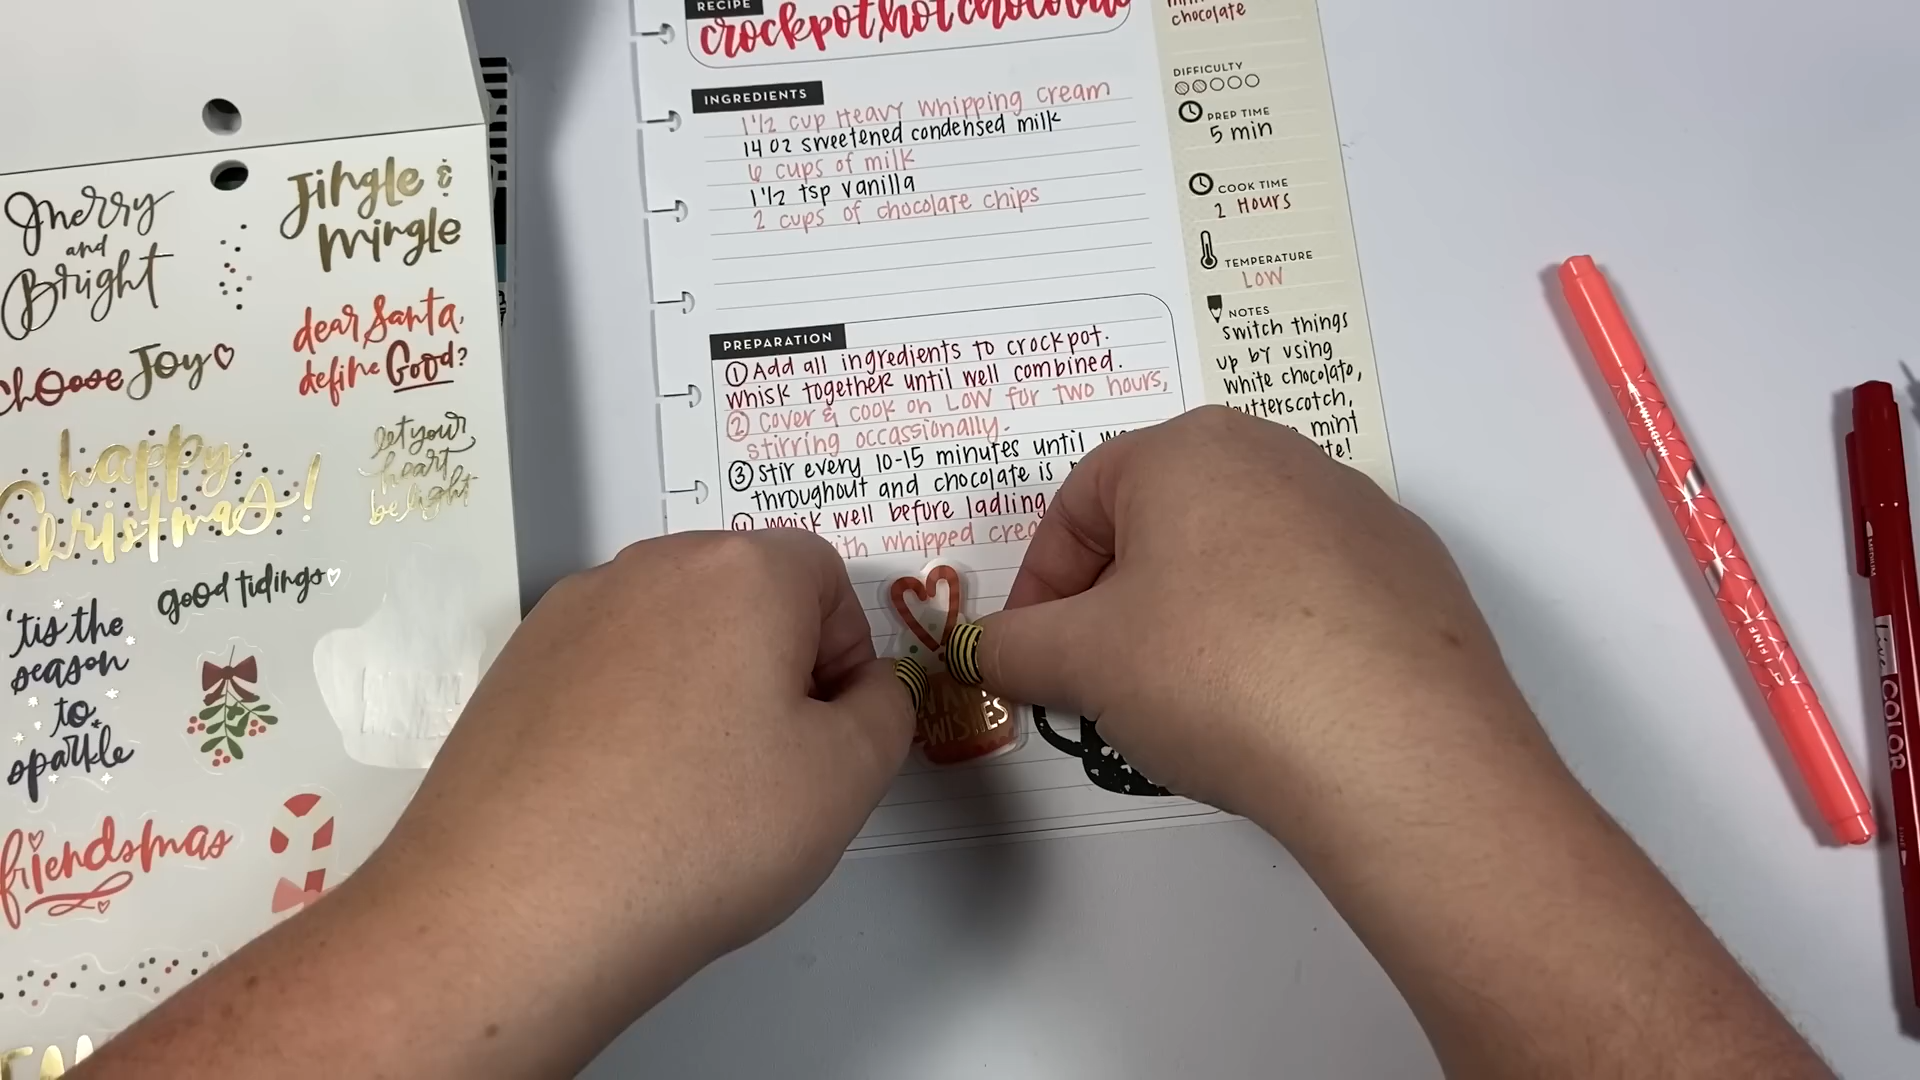 Merry
and
Bright
Jingle &
Mingle
choose Joy
dear Santa,
define Good?
happy
Christmas!
let your
heart
be light
'tis the
season
to
sparkle
good tidings
friendsmas
RECIPE
crockpot hot chocolate
INGREDIENTS
1 1/2 cup Heavy whipping cream
14 oz sweetened condensed milk
6 cups of milk
1 1/2 tsp vanilla
2 cups of chocolate chips
PREPARATION
① Add all ingredients to crockpot.
whisk together until well combined.
② Cover & cook on LOW for two hours,
stirring occassionally.
③ stir every 10-15 minutes until
throughout and chocolate is
④ whisk well before ladling
with whipped
WISHES
chocolate
DIFFICULTY
PREP TIME
5 min
COOK TIME
2 Hours
TEMPERATURE
LOW
NOTES
switch things
up by using
white chocolate,
butterscotch,
mint
MEDIUM
FINE
MEDIUM
Live COLOR
FINE